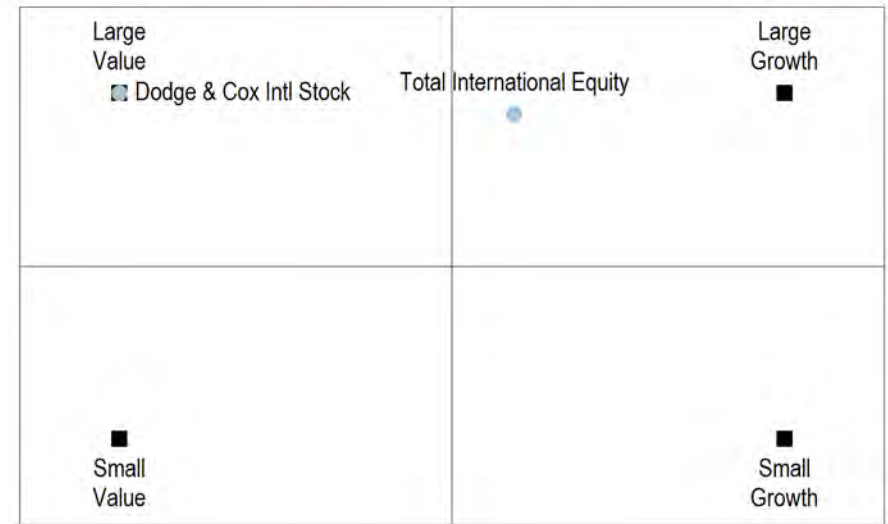 Large
Value
Large
Growth
Dodge & Cox Intl Stock
Total International Equity
Small
Value
Small
Growth